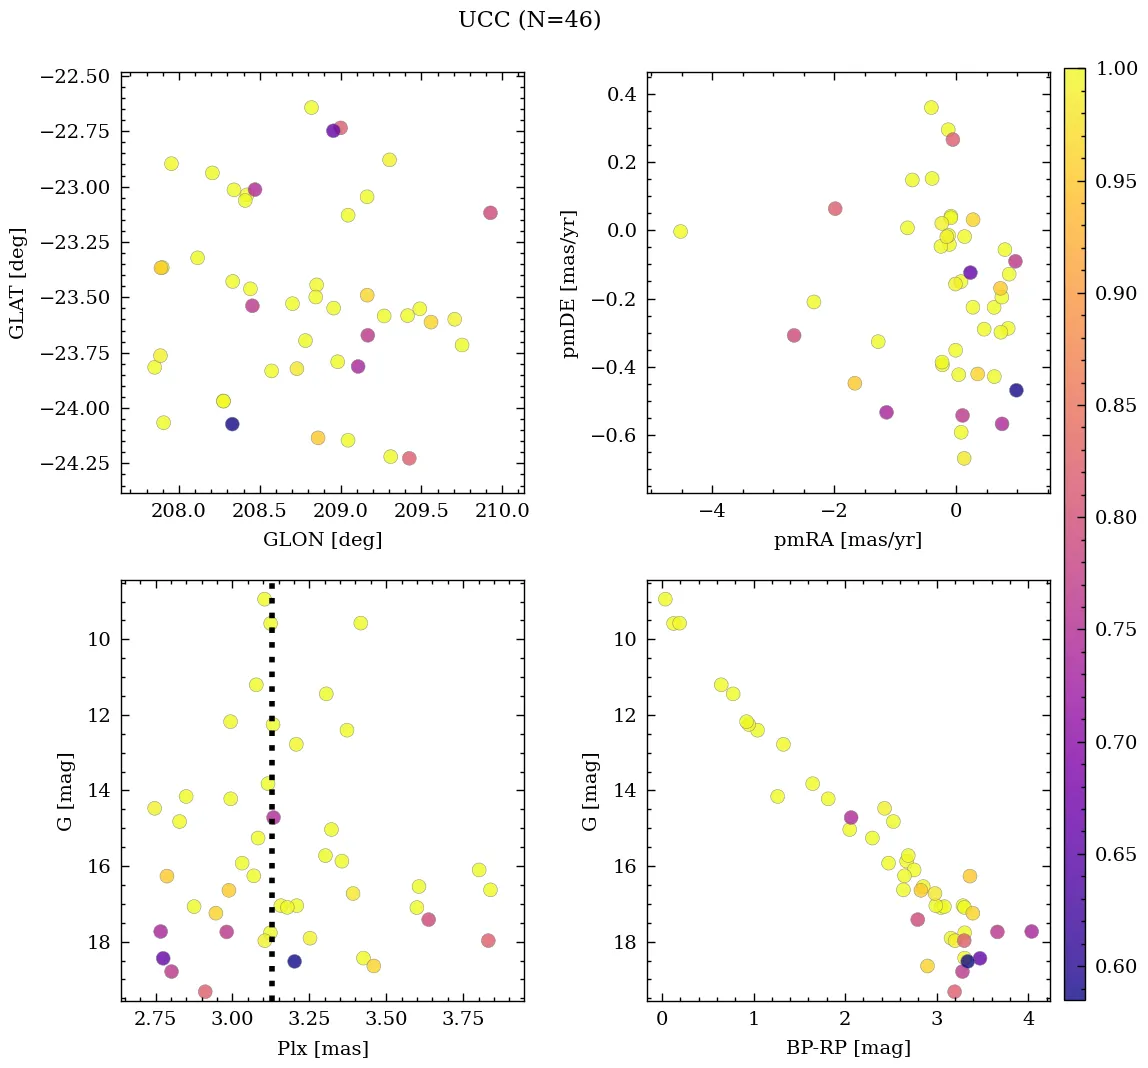 UCC (N=46)
−22.50
−22.75
−23.00
−23.25
−23.50
−23.75
−24.00
−24.25
GLAT [deg]
208.0 208.5 209.0 209.5 210.0
GLON [deg]
0.4
0.2
0.0
−0.2
−0.4
−0.6
pmDE [mas/yr]
−4 −2 0
pmRA [mas/yr]
10
12
14
16
18
G [mag]
2.75 3.00 3.25 3.50 3.75
Plx [mas]
10
12
14
16
18
G [mag]
0 1 2 3 4
BP-RP [mag]
1.00
0.95
0.90
0.85
0.80
0.75
0.70
0.65
0.60